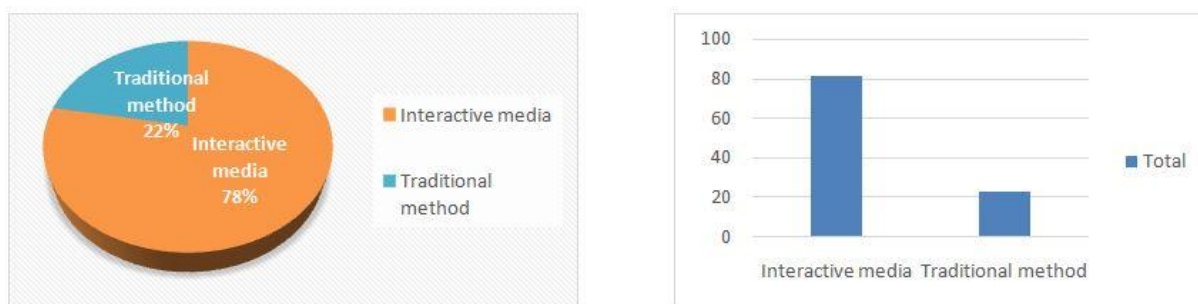 Traditional
method
22%
Interactive
media
78%
Interactive media
Traditional
method
100
80
60
40
20
0
Interactive media Traditional method
Total